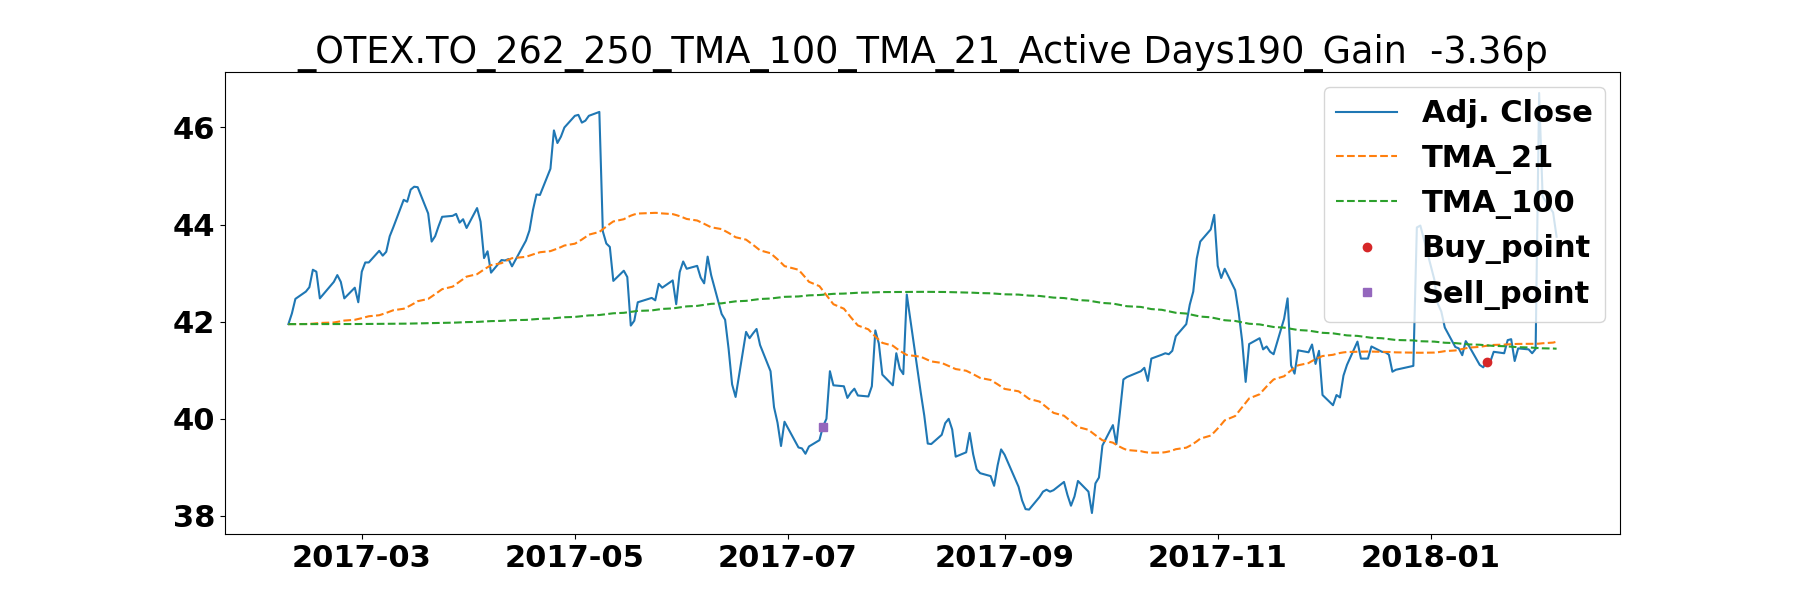 _OTEX.TO_262_250_TMA_100_TMA_21_Active Days190_Gain  -3.36p
Adj. Close
TMA_21
TMA_100
Buy_point
Sell_point
46
44
42
40
38
2017-03
2017-05
2017-07
2017-09
2017-11
2018-01